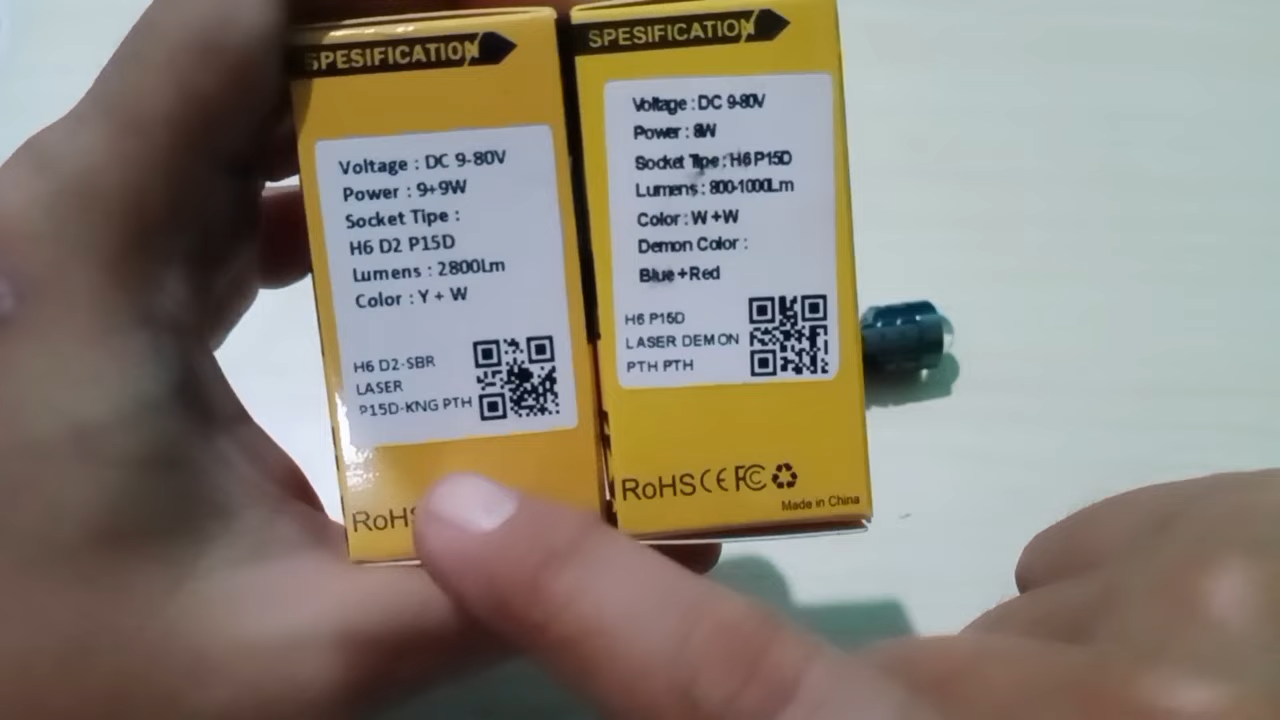 SPESIFICATION
Voltage : DC 9-80V
Power : 9+9W
Socket Tipe :
H6 D2 P15D
Lumens : 2800Lm
Color : Y + W
H6 D2-SBR
LASER
P15D-KNG PTH
RoHS
SPESIFICATION
Voltage : DC 9-80V
Power : 8W
Socket Tipe : H6 P15D
Lumens : 800-1000Lm
Color : W +W
Demon Color :
Blue+Red
H6 P15D
LASER DEMON
PTH PTH
RoHS CE FC
Made in China